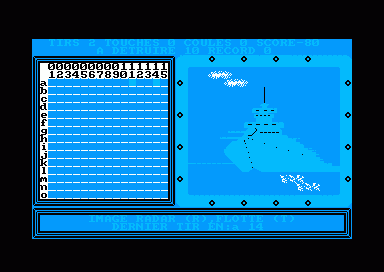 TIRS 2 TOUCHES 0 COULES 0 SCORE-80
A DETRUIRE 10 RECORD 0
000000000111111
123456789012345
a
b
c
d
e
f
g
h
i
j
k
l
m
n
o
IMAGE RADAR (R),FLOTTE (T)
DERNIER TIR EN:a 14